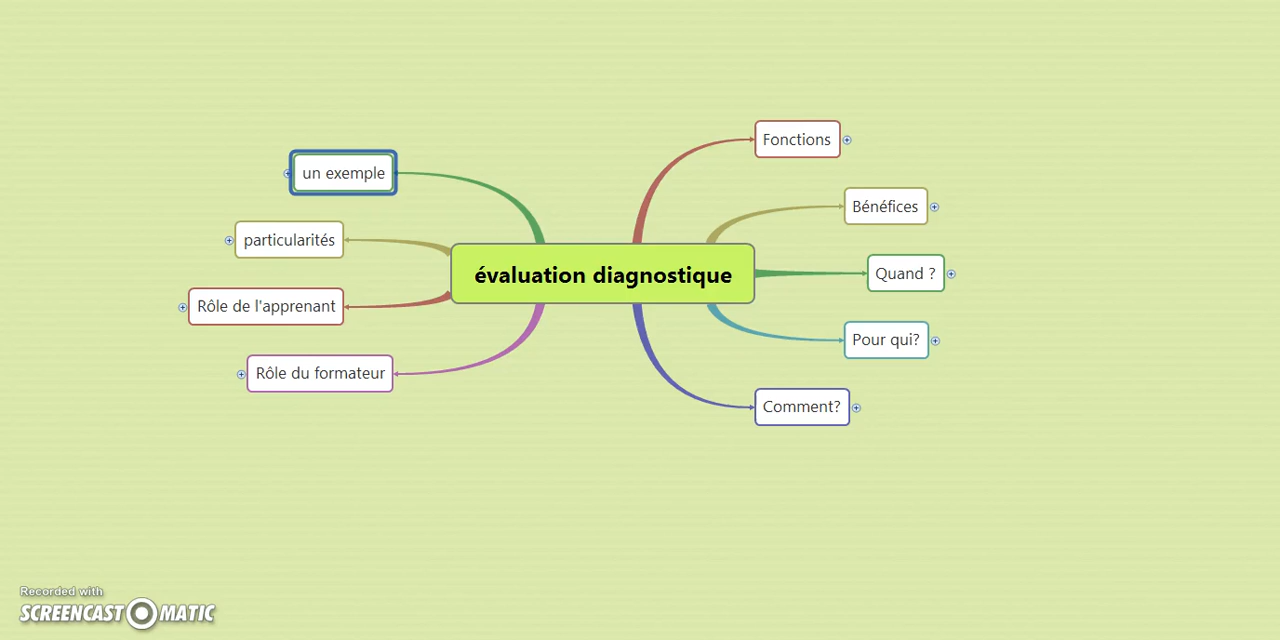 Fonctions
un exemple
Bénéfices
particularités
évaluation diagnostique
Quand ?
Rôle de l'apprenant
Pour qui?
Rôle du formateur
Comment?
Recorded with
SCREENCAST MATIC